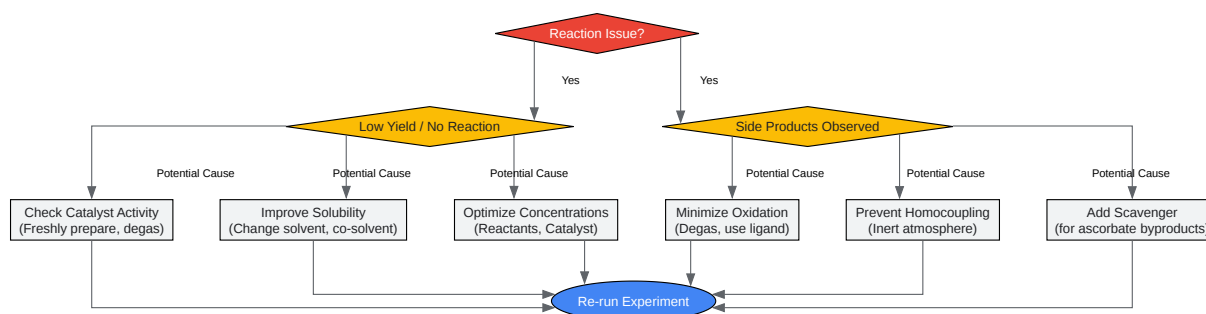 Reaction Issue?
Yes
Yes
Low Yield / No Reaction
Side Products Observed
Potential Cause
Potential Cause
Potential Cause
Potential Cause
Potential Cause
Potential Cause
Check Catalyst Activity
(Freshly prepare, degas)
Improve Solubility
(Change solvent, co-solvent)
Optimize Concentrations
(Reactants, Catalyst)
Minimize Oxidation
(Degas, use ligand)
Prevent Homocoupling
(Inert atmosphere)
Add Scavenger
(for ascorbate byproducts)
Re-run Experiment